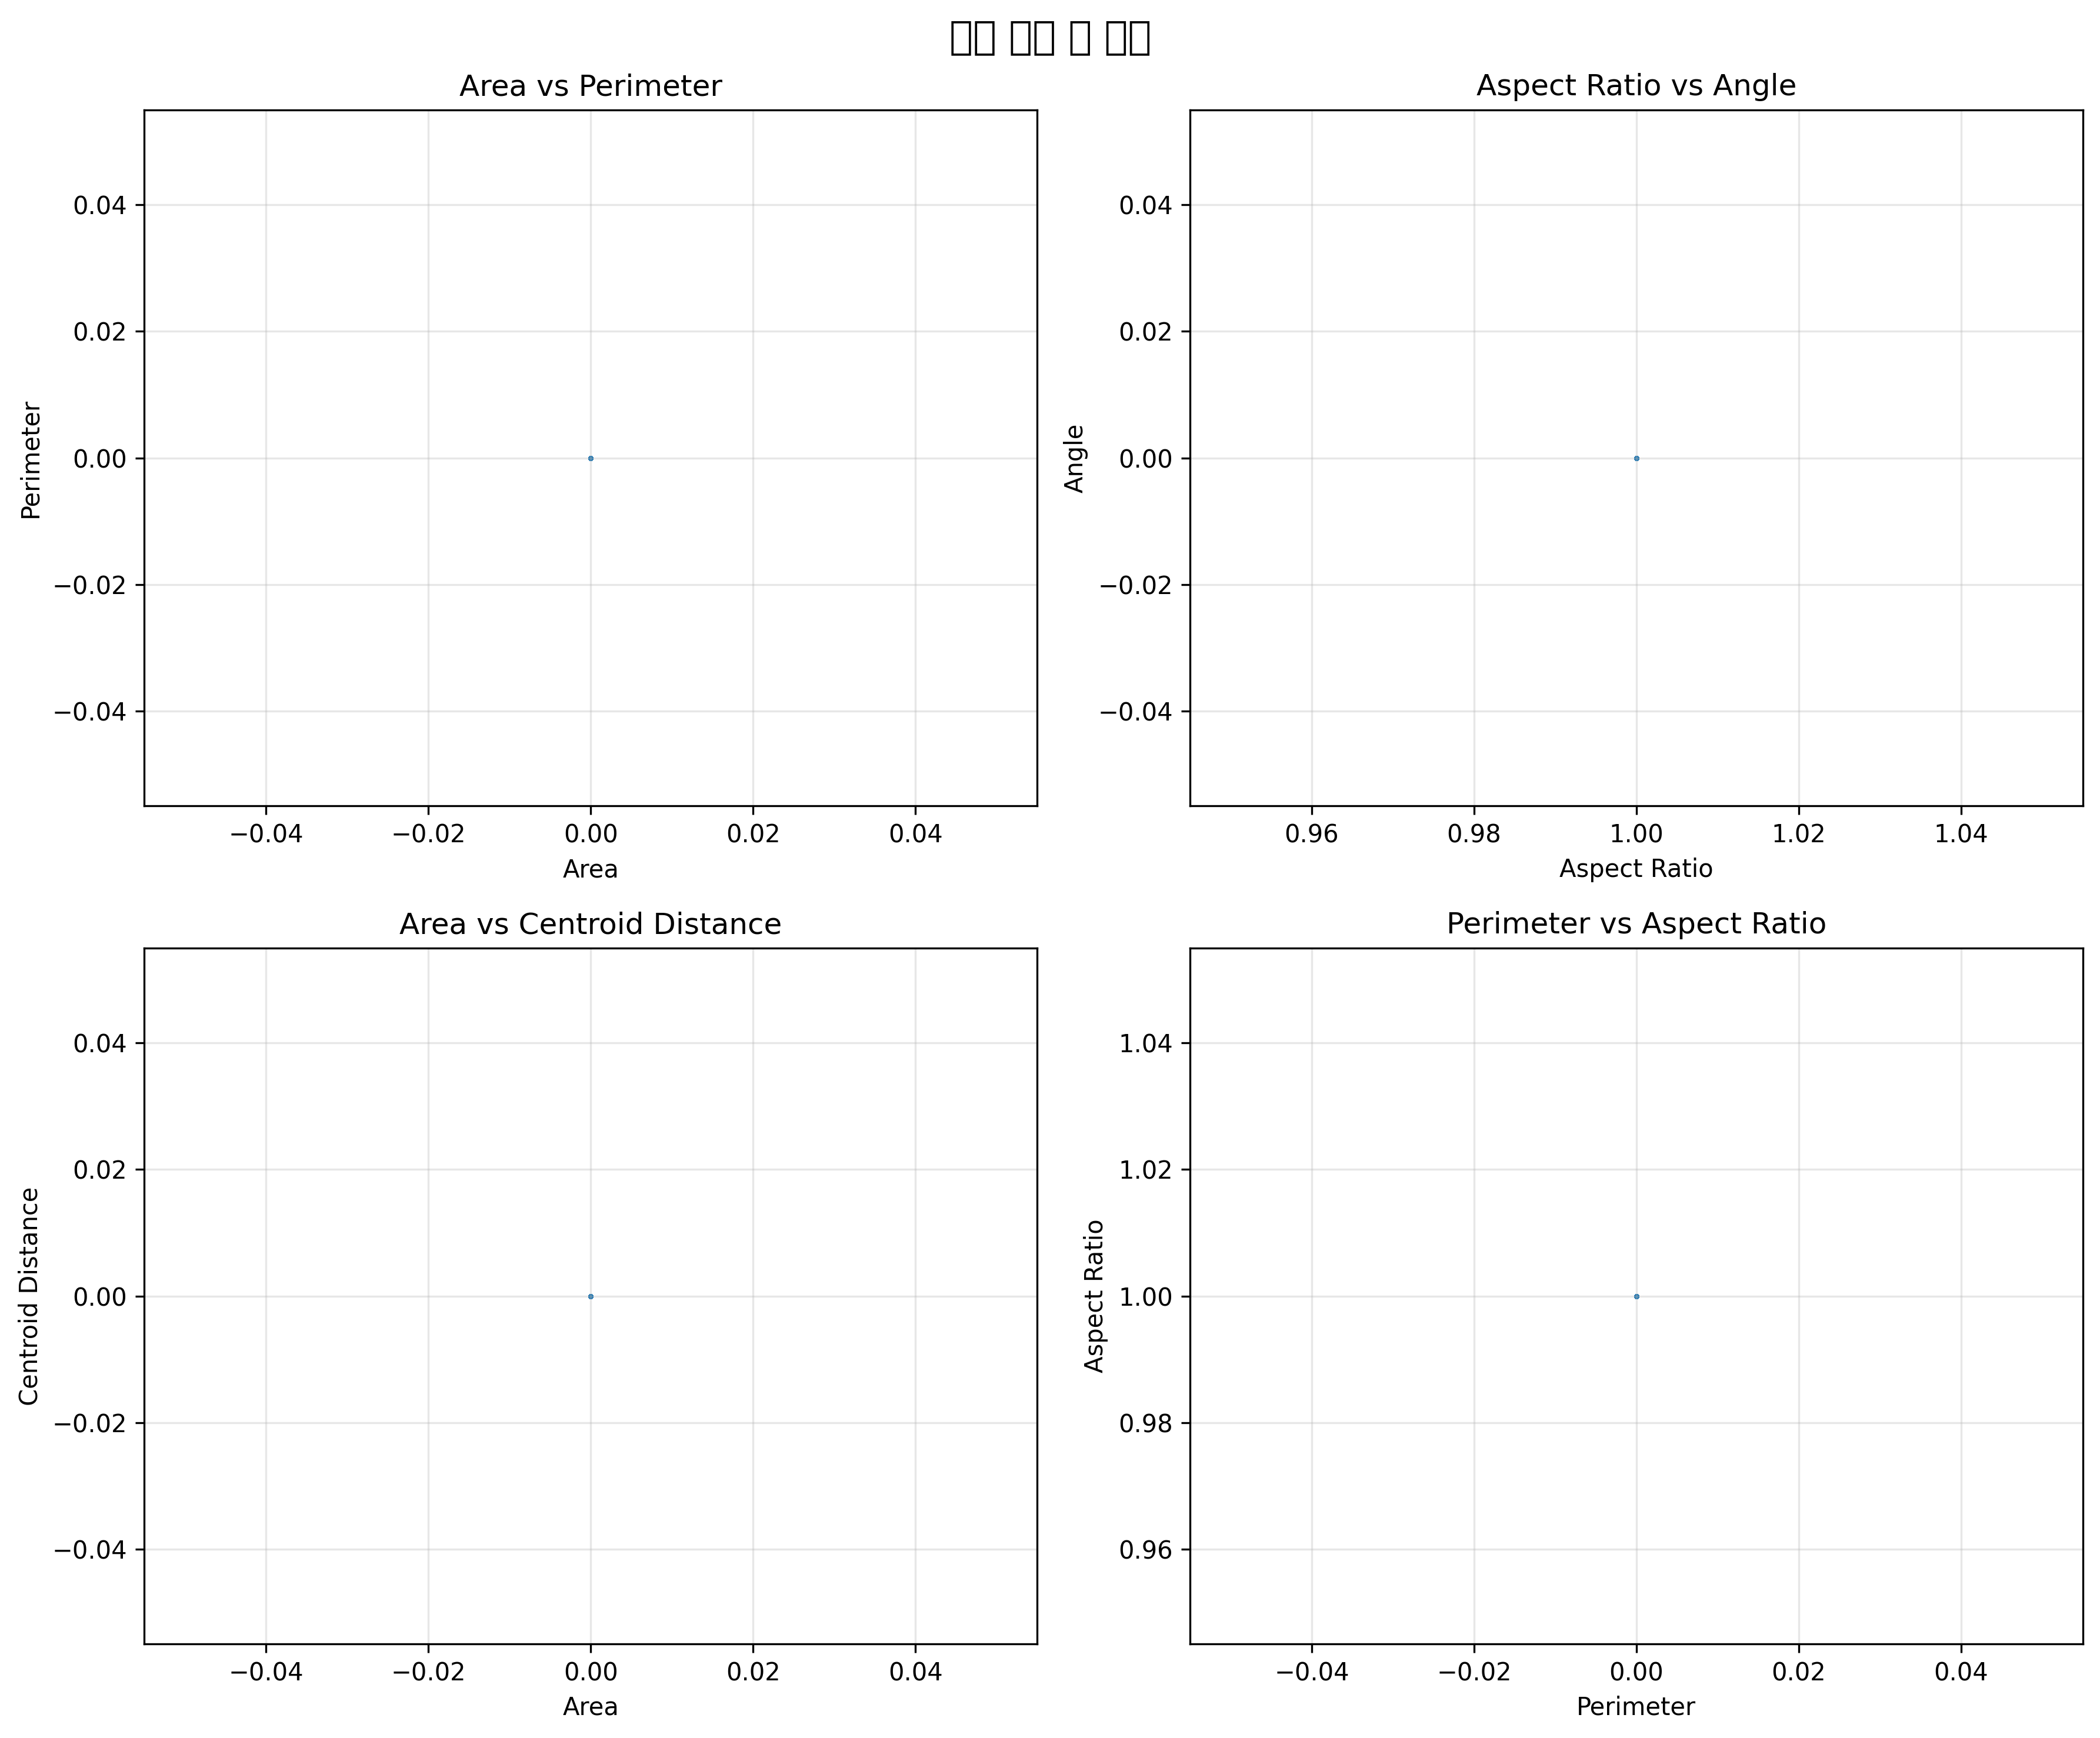 Area vs Perimeter
Perimeter
0.04
0.02
0.00
−0.02
−0.04
−0.04 −0.02 0.00 0.02 0.04
Area
Aspect Ratio vs Angle
Angle
0.04
0.02
0.00
−0.02
−0.04
0.96 0.98 1.00 1.02 1.04
Aspect Ratio
Area vs Centroid Distance
Centroid Distance
0.04
0.02
0.00
−0.02
−0.04
−0.04 −0.02 0.00 0.02 0.04
Area
Perimeter vs Aspect Ratio
Aspect Ratio
1.04
1.02
1.00
0.98
0.96
−0.04 −0.02 0.00 0.02 0.04
Perimeter